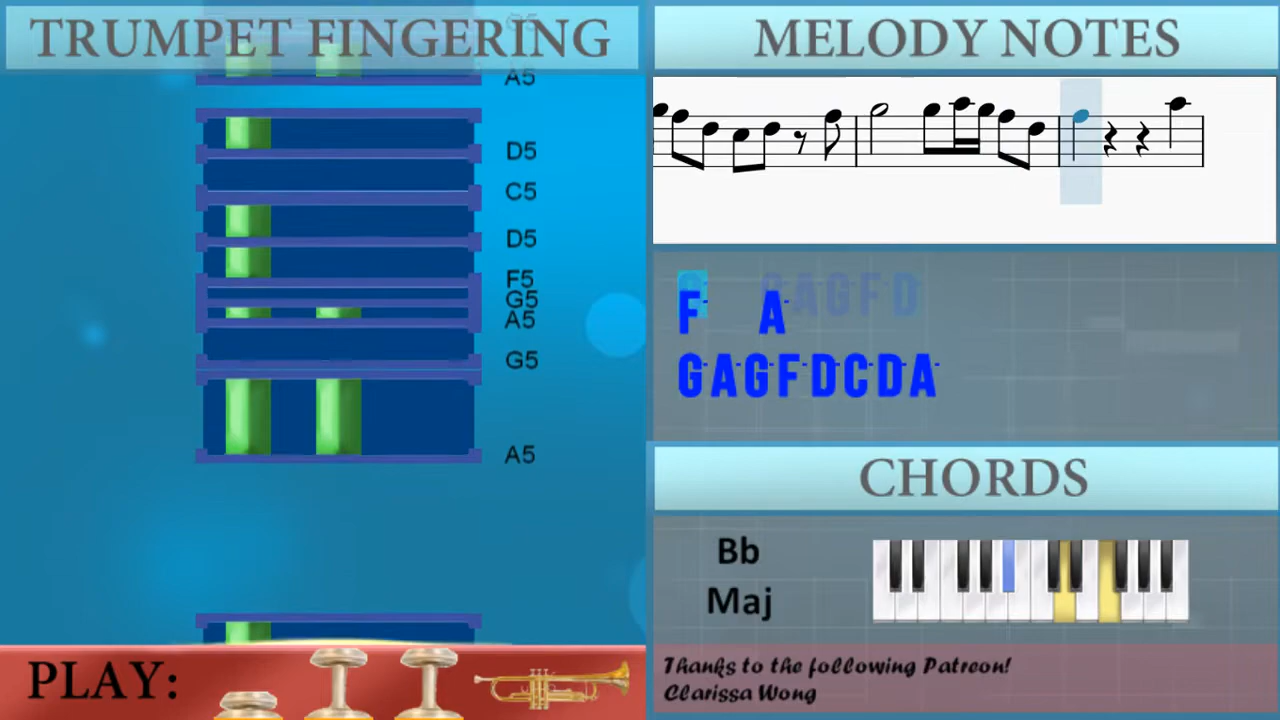 TRUMPET FINGERING
A5
D5
C5
D5
F5
G5
A5
G5
A5
PLAY:
MELODY NOTES
AGFD
F A
GAGFDCDA
CHORDS
Bb
Maj
Thanks to the following Patreon!
Clarissa Wong